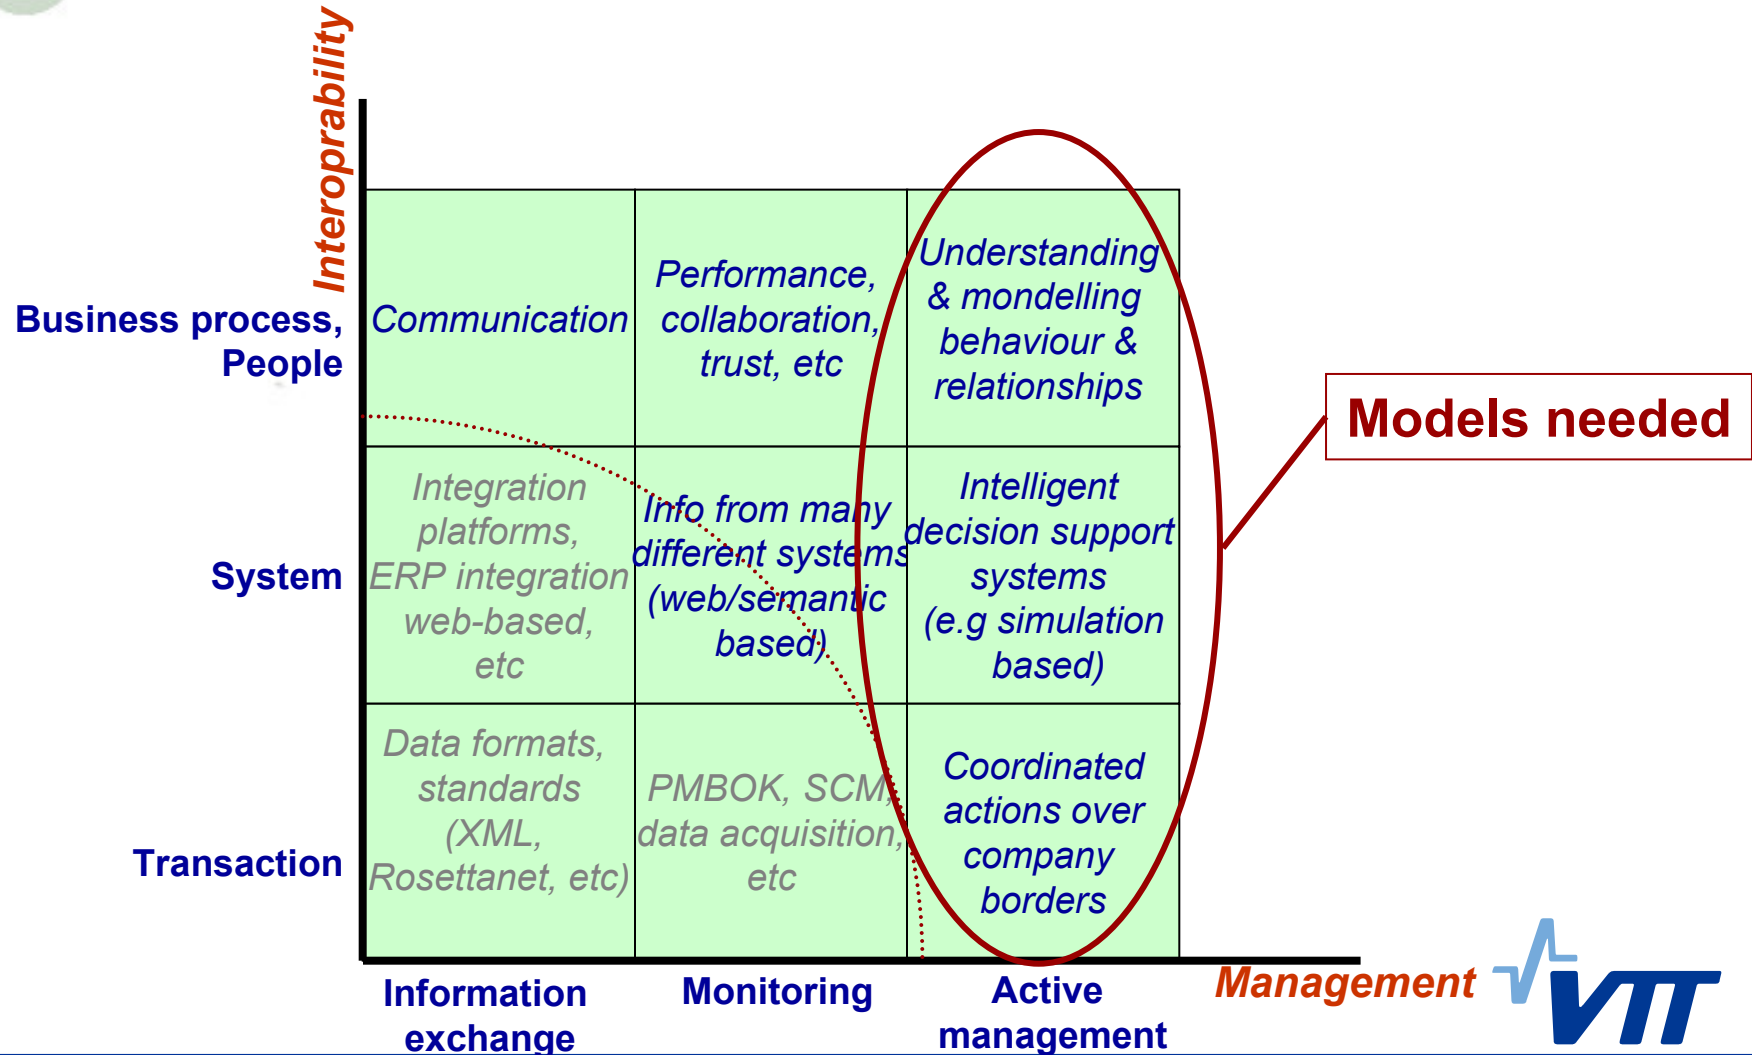 Interoprability
Business process,
People
Communication
Performance,
collaboration,
trust, etc
Understanding
& mondelling
behaviour &
relationships
Models needed
System
Integration
platforms,
ERP integration
web-based,
etc
Info from many
different systems
(web/semantic
based)
Intelligent
decision support
systems
(e.g simulation
based)
Transaction
Data formats,
standards
(XML,
Rosettanet, etc)
PMBOK, SCM,
data acquisition,
etc
Coordinated
actions over
company
borders
Information
exchange
Monitoring
Active
management
Management
VTT